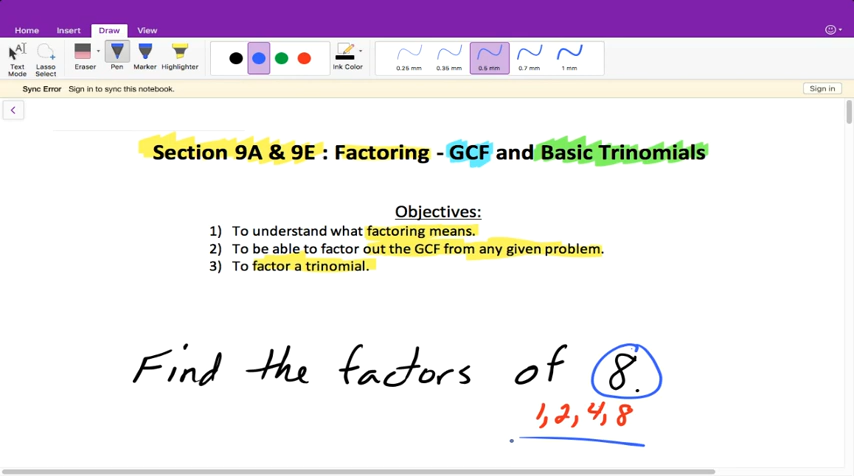 Home Insert Draw View
Text Mode Lasso Select Eraser Pen Marker Highlighter Ink Color 0.25 mm 0.35 mm 0.5 mm 0.7 mm 1 mm
Sync Error Sign in to sync this notebook. Sign in
Section 9A & 9E : Factoring - GCF and Basic Trinomials
Objectives:
1) To understand what factoring means.
2) To be able to factor out the GCF from any given problem.
3) To factor a trinomial.
Find the factors of 8.
1, 2, 4, 8